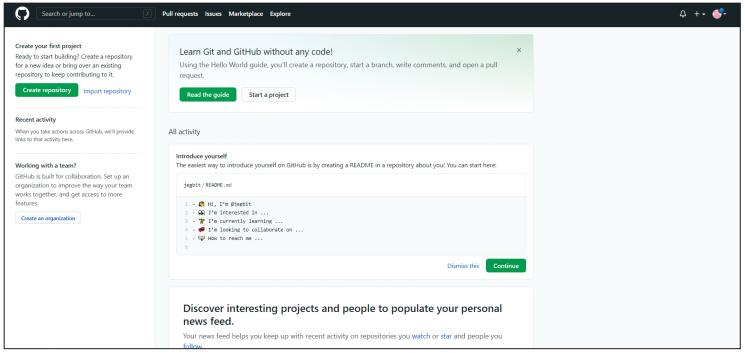 Search or jump to... /
Pull requests Issues Marketplace Explore
Create your first project
Ready to start building? Create a repository
for a new idea or bring over an existing
repository to keep contributing to it.
Create repository Import repository
Recent activity
When you take actions across GitHub, we'll provide
links to that activity here.
Working with a team?
GitHub is built for collaboration. Set up an
organization to improve the way your team
works together, and get access to more
features.
Create an organization
Learn Git and GitHub without any code!
Using the Hello World guide, you'll create a repository, start a branch, write comments, and open a pull
request.
Read the guide Start a project
All activity
Introduce yourself
The easiest way to introduce yourself on GitHub is by creating a README in a repository about you! You can start here:
jegbit / README.md
1 - 👋 Hi, I'm @jegbit
2 - 👀 I'm interested in ...
3 - 🌱 I'm currently learning ...
4 - 💞️ I'm looking to collaborate on ...
5 - 📫 How to reach me ...
6
Dismiss this Continue
Discover interesting projects and people to populate your personal
news feed.
Your news feed helps you keep up with recent activity on repositories you watch or star and people you
follow.